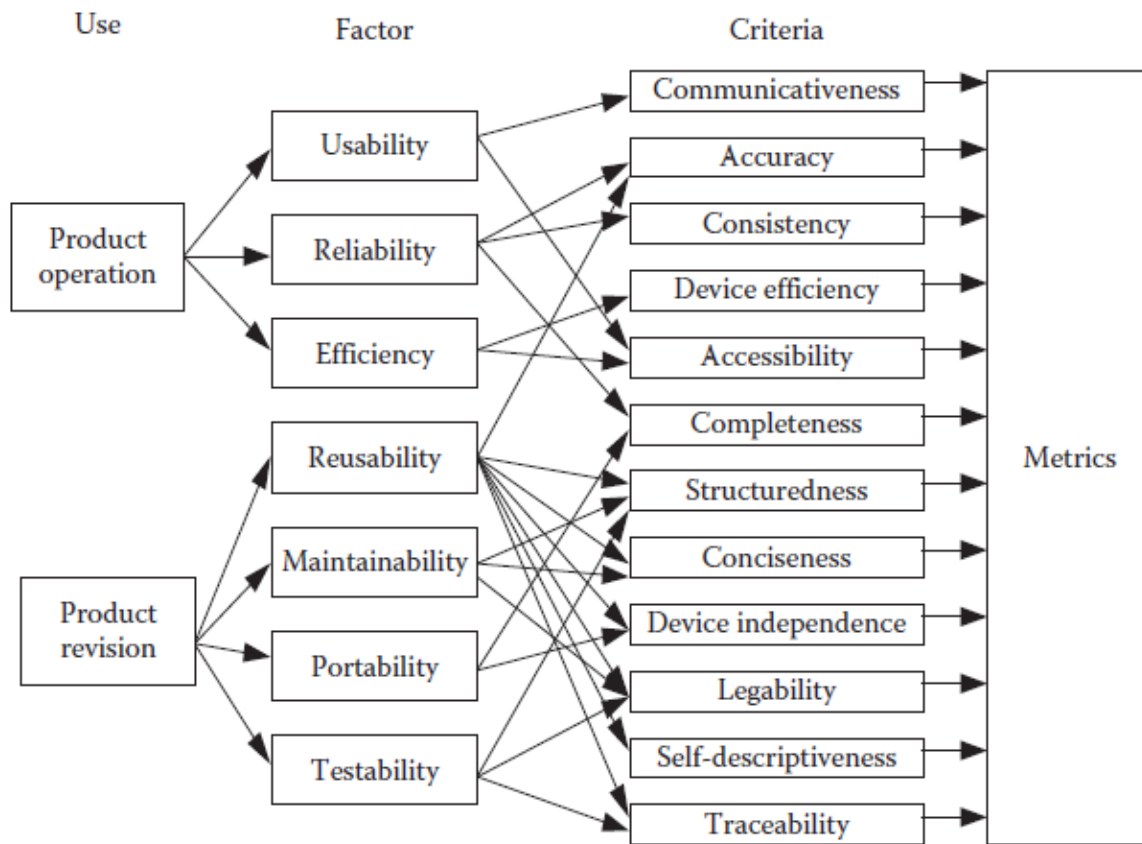 Use
Factor
Criteria
Product
operation
Product
revision
Usability
Reliability
Efficiency
Reusability
Maintainability
Portability
Testability
Communicativeness
Accuracy
Consistency
Device efficiency
Accessibility
Completeness
Structuredness
Conciseness
Device independence
Legability
Self-descriptiveness
Traceability
Metrics